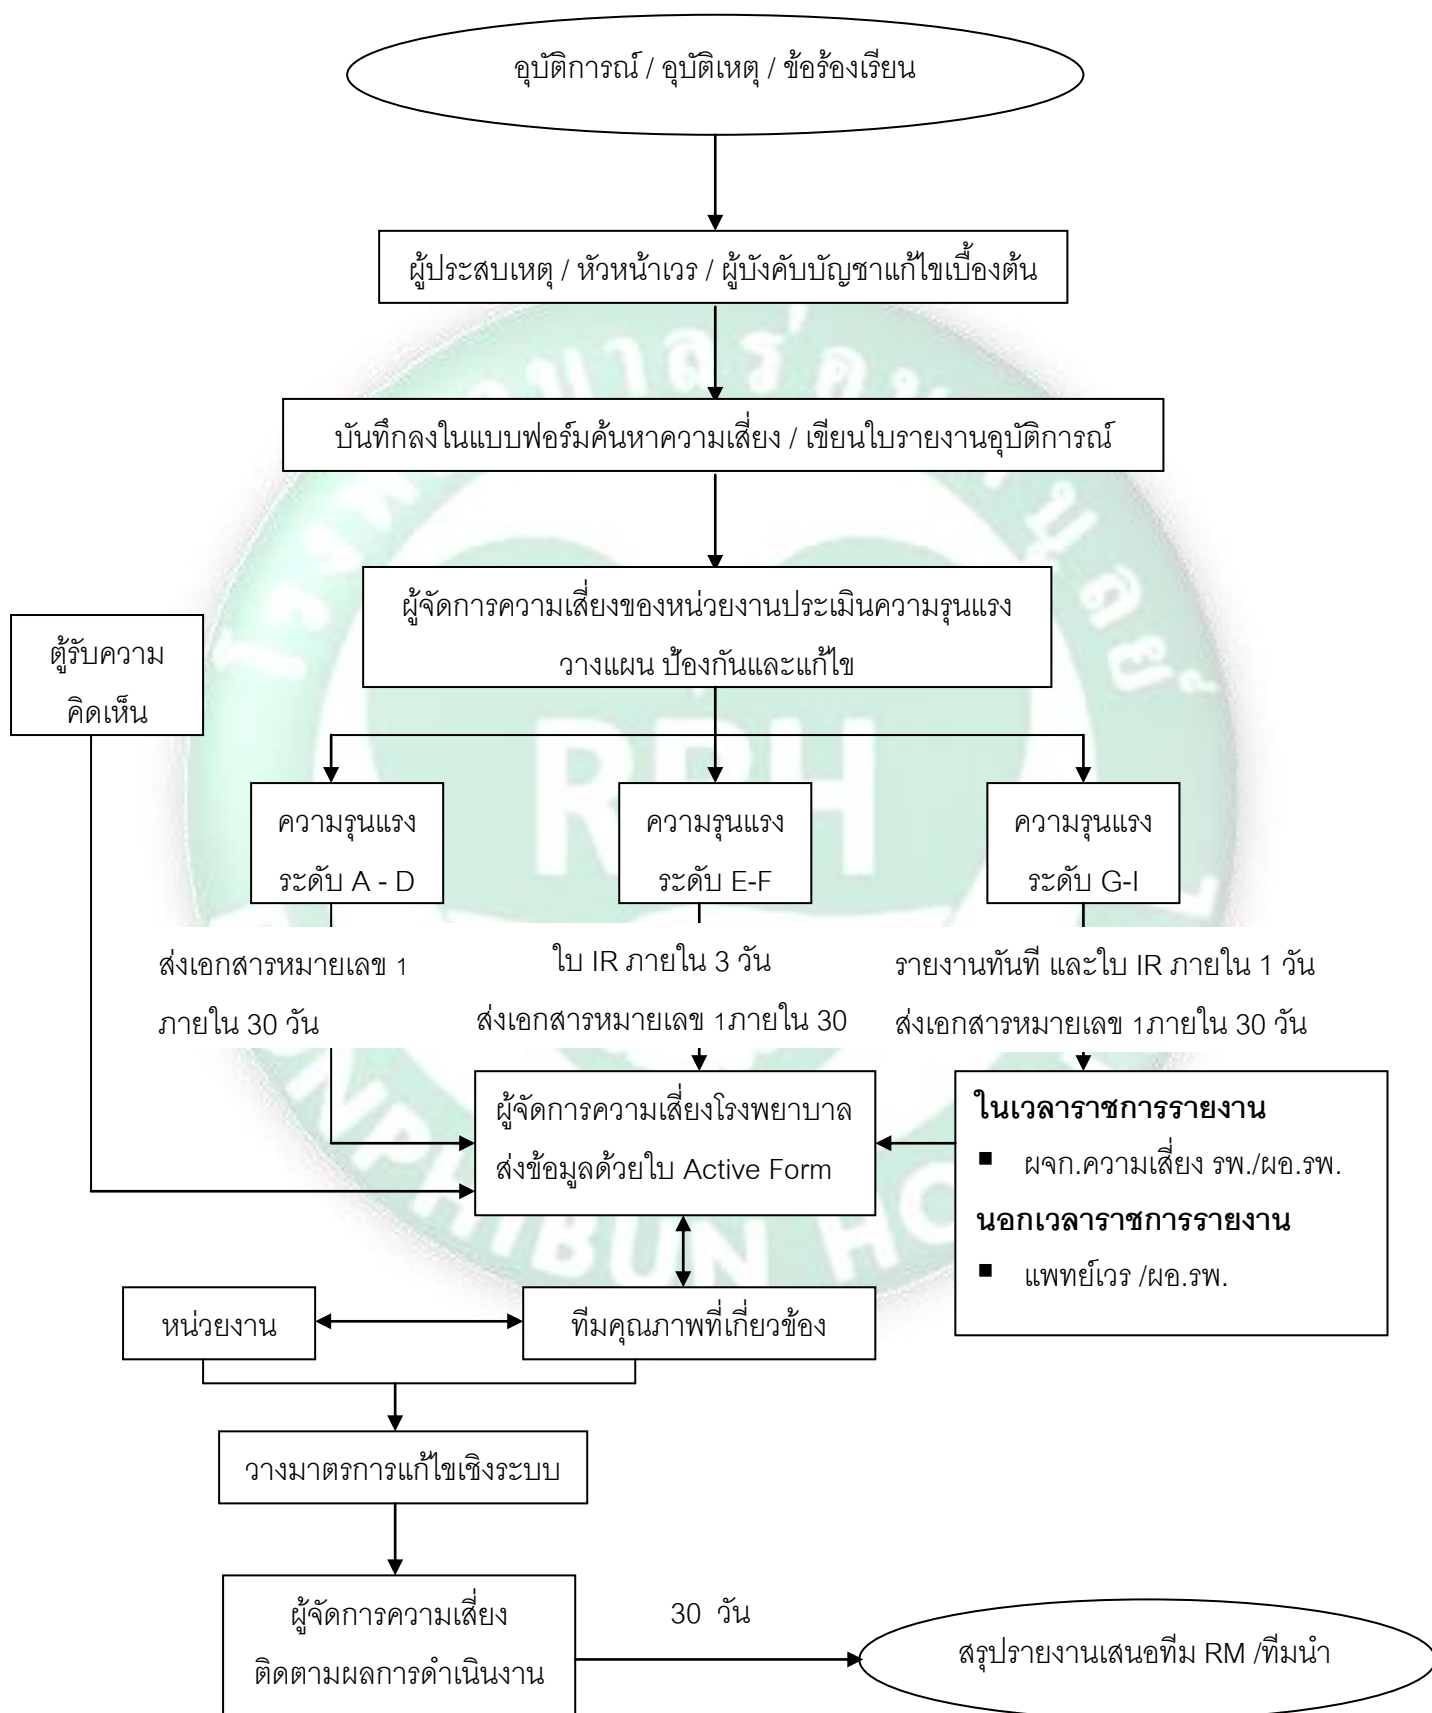 อุบัติการณ์ / อุบัติเหตุ / ข้อร้องเรียน
ผู้ประสบเหตุ / หัวหน้าเวร / ผู้บังคับบัญชาแก้ไขเบื้องต้น
บันทึกลงในแบบฟอร์มค้นหาความเสี่ยง / เขียนใบรายงานอุบัติการณ์
ผู้จัดการความเสี่ยงของหน่วยงานประเมินความรุนแรง
วางแผน ป้องกันและแก้ไข
ตู้รับความ
คิดเห็น
RPH
ความรุนแรง
ระดับ A - D
ความรุนแรง
ระดับ E-F
ความรุนแรง
ระดับ G-I
ส่งเอกสารหมายเลข 1
ภายใน 30 วัน
ใบ IR ภายใน 3 วัน
ส่งเอกสารหมายเลข 1ภายใน 30
รายงานทันที และใบ IR ภายใน 1 วัน
ส่งเอกสารหมายเลข 1ภายใน 30 วัน
ผู้จัดการความเสี่ยงโรงพยาบาล
ส่งข้อมูลด้วยใบ Active Form
ในเวลาราชการรายงาน
▪ ผจก.ความเสี่ยง รพ./ผอ.รพ.
นอกเวลาราชการรายงาน
▪ แพทย์เวร /ผอ.รพ.
หน่วยงาน
ทีมคุณภาพที่เกี่ยวข้อง
วางมาตรการแก้ไขเชิงระบบ
ผู้จัดการความเสี่ยง
ติดตามผลการดำเนินงาน
30 วัน
สรุปรายงานเสนอทีม RM /ทีมนำ